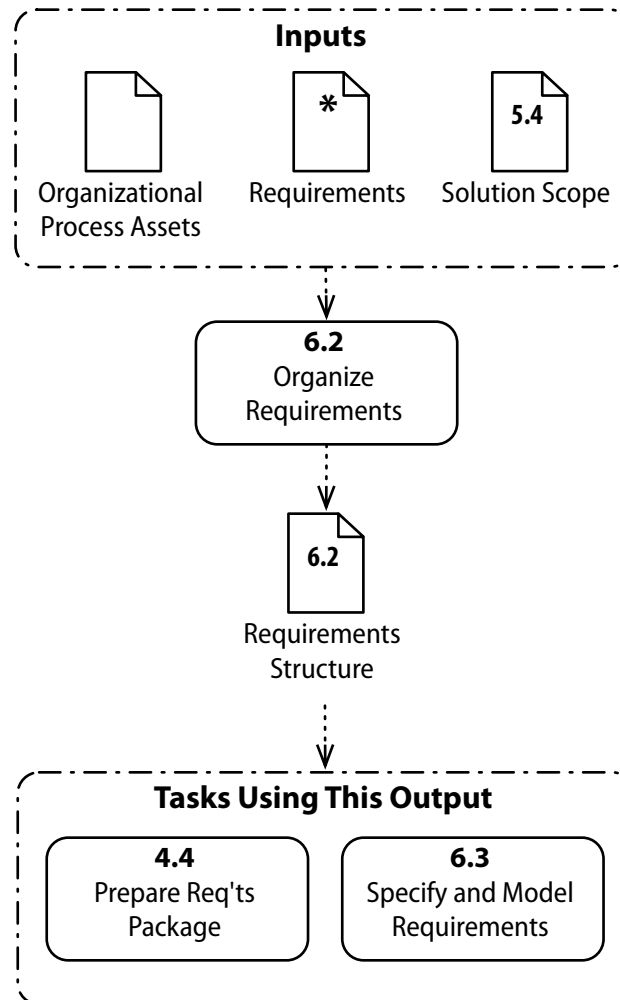 Inputs
*
5.4
Organizational
Process Assets
Requirements
Solution Scope
6.2
Organize
Requirements
6.2
Requirements
Structure
Tasks Using This Output
4.4
Prepare Req'ts
Package
6.3
Specify and Model
Requirements